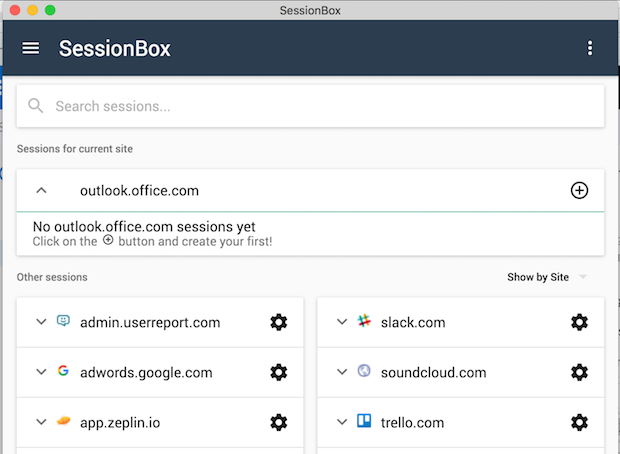 SessionBox
SessionBox
Search sessions...
Sessions for current site
outlook.office.com
No outlook.office.com sessions yet
Click on the ⊕ button and create your first!
Other sessions
Show by Site
admin.userreport.com
slack.com
adwords.google.com
soundcloud.com
app.zeplin.io
trello.com